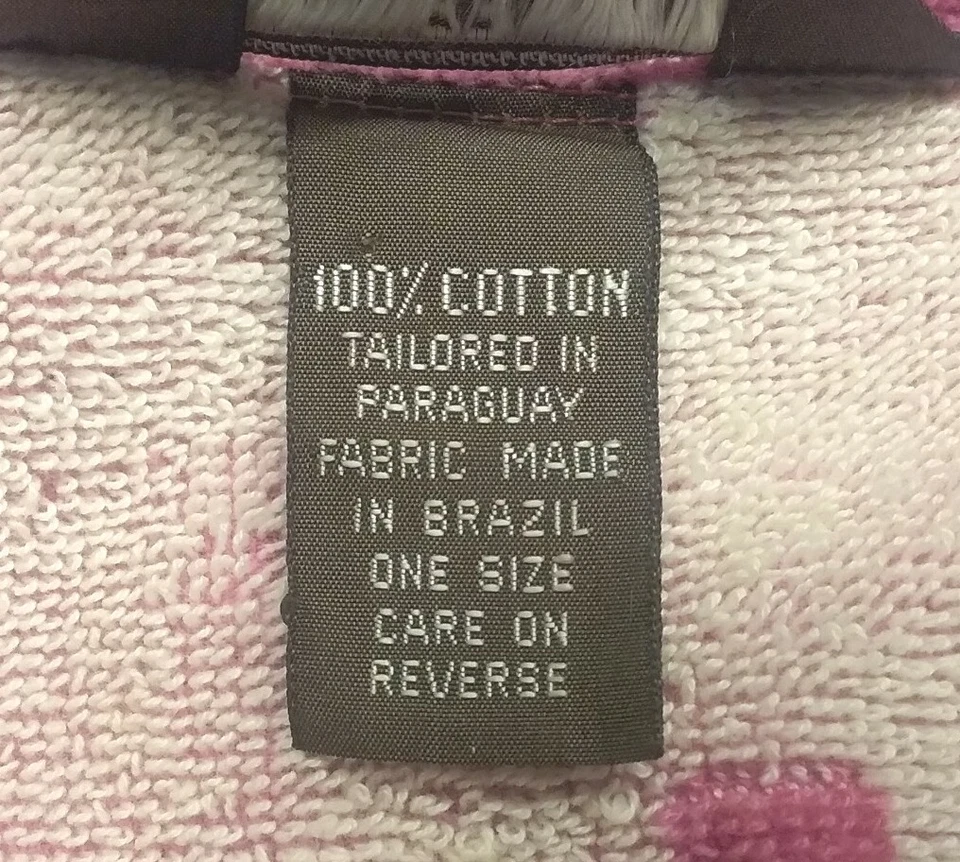 100% COTTON
TAILORED IN
PARAGUAY
FABRIC MADE
IN BRAZIL
ONE SIZE
CARE ON
REVERSE